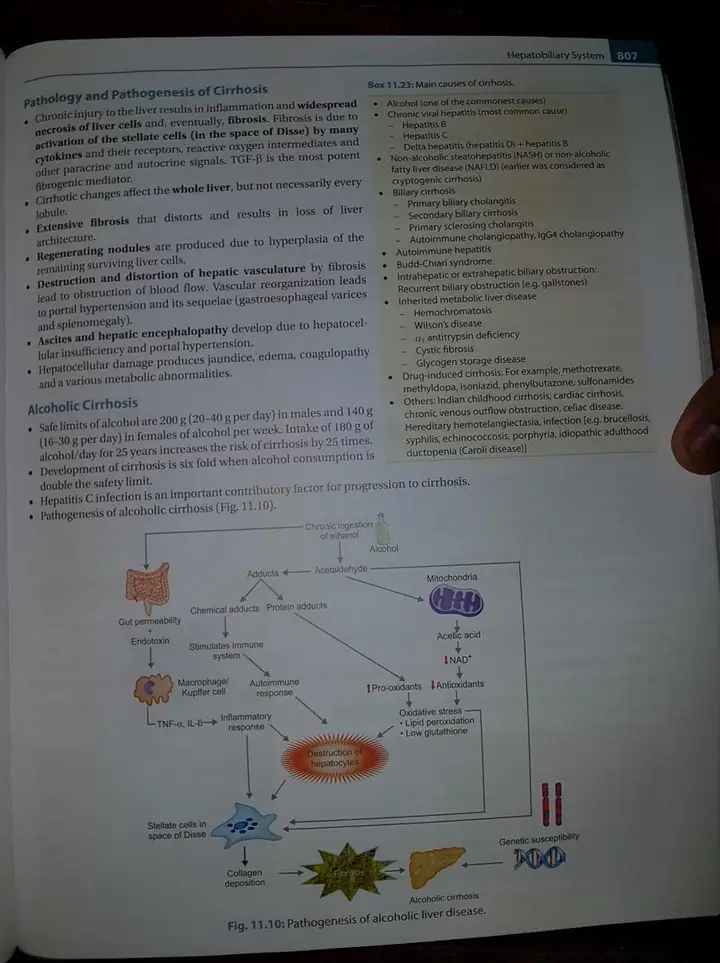 Hepatobiliary System 807
Pathology and Pathogenesis of Cirrhosis
• Chronic injury to the liver results in inflammation and widespread
necrosis of liver cells and, eventually, fibrosis. Fibrosis is due to
activation of the stellate cells (in the space of Disse) by many
cytokines and their receptors, reactive oxygen intermediates and
other paracrine and autocrine signals. TGF-β is the most potent
fibrogenic mediator.
• Cirrhotic changes affect the whole liver, but not necessarily every
lobule.
• Extensive fibrosis that distorts and results in loss of liver
architecture.
• Regenerating nodules are produced due to hyperplasia of the
remaining surviving liver cells.
• Destruction and distortion of hepatic vasculature by fibrosis
lead to obstruction of blood flow. Vascular reorganization leads
to portal hypertension and its sequelae (gastroesophageal varices
and splenomegaly).
• Ascites and hepatic encephalopathy develop due to hepatocel-
lular insufficiency and portal hypertension.
• Hepatocellular damage produces jaundice, edema, coagulopathy
and a various metabolic abnormalities.
Alcoholic Cirrhosis
• Safe limits of alcohol are 200 g (20-40 g per day) in males and 140 g
(16-30 g per day) in females of alcohol per week. Intake of 180 g of
alcohol/day for 25 years increases the risk of cirrhosis by 25 times.
• Development of cirrhosis is six fold when alcohol consumption is
double the safety limit.
• Hepatitis C infection is an important contributory factor for progression to cirrhosis.
• Pathogenesis of alcoholic cirrhosis (Fig. 11.10).
Box 11.23: Main causes of cirrhosis.
• Alcohol (one of the commonest causes)
• Chronic viral hepatitis (most common cause)
– Hepatitis B
– Hepatitis C
– Delta hepatitis (hepatitis D) + hepatitis B
• Non-alcoholic steatohepatitis (NASH) or non-alcoholic
fatty liver disease (NAFLD) (earlier was considered as
cryptogenic cirrhosis)
• Biliary cirrhosis
– Primary biliary cholangitis
– Secondary biliary cirrhosis
– Primary sclerosing cholangitis
– Autoimmune cholangiopathy, IgG4 cholangiopathy
• Autoimmune hepatitis
• Budd-Chiari syndrome
• Intrahepatic or extrahepatic biliary obstruction:
Recurrent biliary obstruction (e.g. gallstones)
• Inherited metabolic liver disease
– Hemochromatosis
– Wilson's disease
– α₁ antitrypsin deficiency
– Cystic fibrosis
– Glycogen storage disease
• Drug-induced cirrhosis: For example, methotrexate,
methyldopa, isoniazid, phenylbutazone, sulfonamides
• Others: Indian childhood cirrhosis, cardiac cirrhosis,
chronic venous outflow obstruction, celiac disease.
Hereditary hemotelangiectasia, infection [e.g. brucellosis,
syphilis, echinococcosis, porphyria, idiopathic adulthood
ductopenia (Caroli disease)]
Chronic ingestion
of ethanol
Alcohol
Adducts
Acetaldehyde
Mitochondria
Chemical adducts
Protein adducts
Gut permeability
+
Endotoxin
Stimulates immune
system
Acetic acid
↓NAD⁺
Macrophage/
Kupffer cell
Autoimmune
response
↑Pro-oxidants
↓Antioxidants
TNF-α, IL-6
Inflammatory
response
Oxidative stress
• Lipid peroxidation
• Low glutathione
Destruction of
hepatocytes
Stellate cells in
space of Disse
Genetic susceptibility
Collagen
deposition
Fibrosis
Alcoholic cirrhosis
Fig. 11.10: Pathogenesis of alcoholic liver disease.